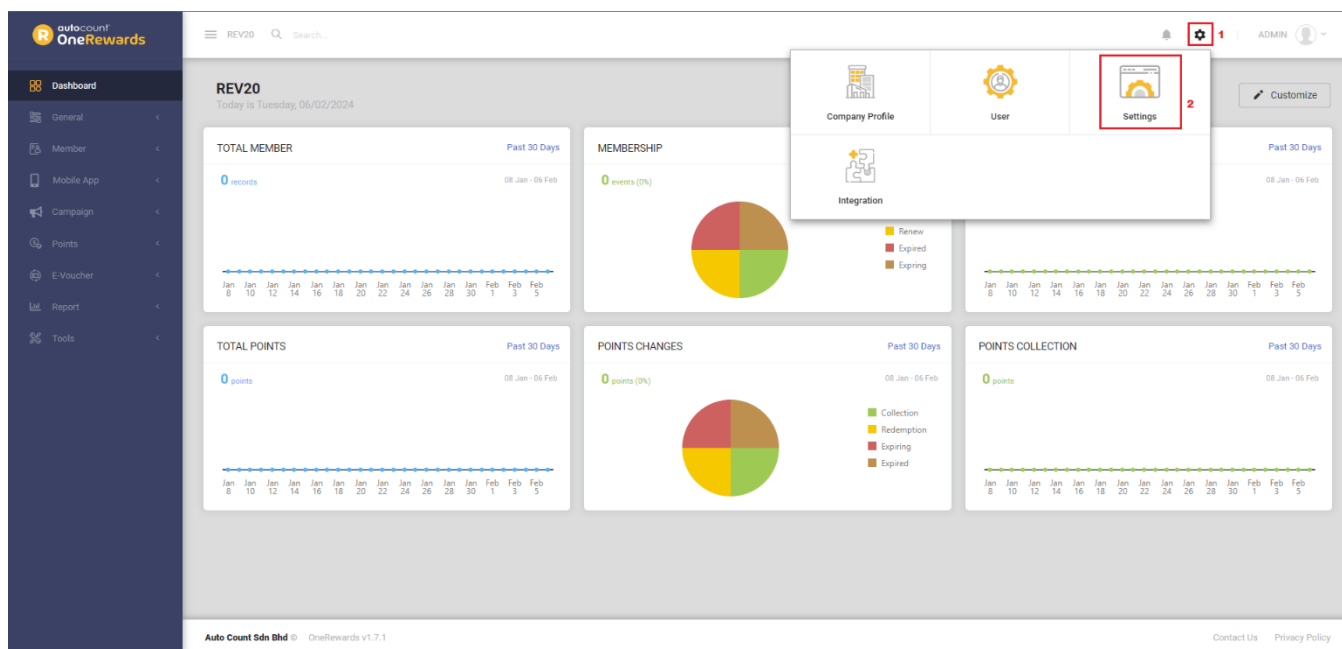 autocount
OneRewards
REV20
Search...
1
ADMIN
Dashboard
General
Member
Mobile App
Campaign
Points
E-Voucher
Report
Tools
REV20
Today is Tuesday, 06/02/2024
Customize
Company Profile
User
Settings
2
Integration
TOTAL MEMBER
Past 30 Days
0 records
08 Jan - 06 Feb
Jan Jan Jan Jan Jan Jan Jan Jan Jan Jan Jan Jan Feb Feb Feb
8 10 12 14 16 18 20 22 24 26 28 30 1 3 5
MEMBERSHIP
0 events (0%)
Renew
Expired
Expring
Past 30 Days
08 Jan - 06 Feb
Jan Jan Jan Jan Jan Jan Jan Jan Jan Jan Jan Jan Feb Feb Feb
8 10 12 14 16 18 20 22 24 26 28 30 1 3 5
TOTAL POINTS
Past 30 Days
0 points
08 Jan - 06 Feb
Jan Jan Jan Jan Jan Jan Jan Jan Jan Jan Jan Jan Feb Feb Feb
8 10 12 14 16 18 20 22 24 26 28 30 1 3 5
POINTS CHANGES
Past 30 Days
0 points (0%)
08 Jan - 06 Feb
Collection
Redemption
Expiring
Expired
POINTS COLLECTION
Past 30 Days
0 points
08 Jan - 06 Feb
Jan Jan Jan Jan Jan Jan Jan Jan Jan Jan Jan Jan Feb Feb Feb
8 10 12 14 16 18 20 22 24 26 28 30 1 3 5
Auto Count Sdn Bhd © OneRewards v1.7.1
Contact Us Privacy Policy